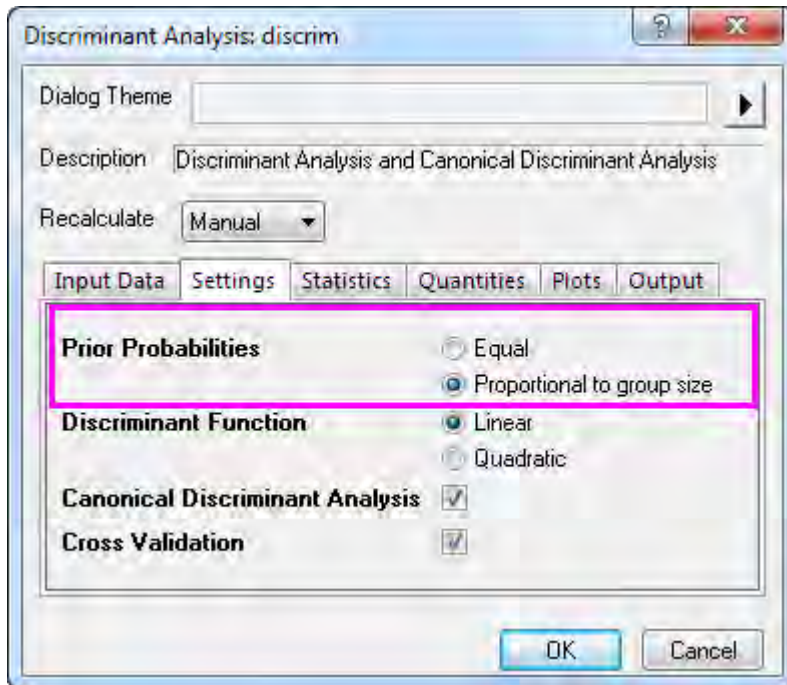 Discriminant Analysis: discrim
?
Dialog Theme
Description Discriminant Analysis and Canonical Discriminant Analysis
Recalculate Manual
Input Data Settings Statistics Quantities Plots Output
Prior Probabilities Equal
Proportional to group size
Discriminant Function Linear
Quadratic
Canonical Discriminant Analysis
Cross Validation
OK Cancel